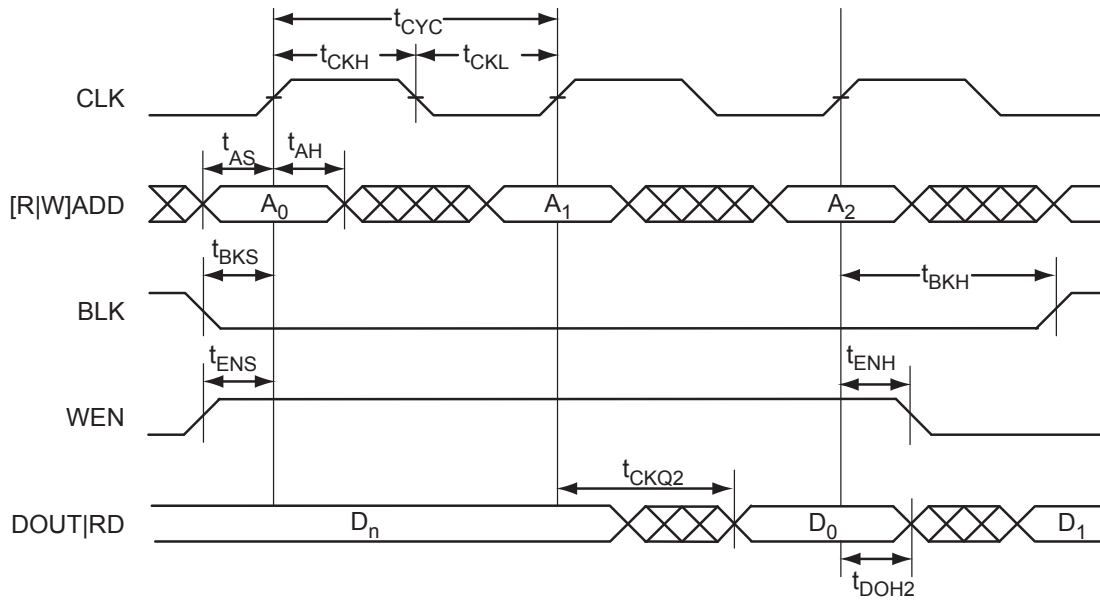 tCYC
tCKH tCKL
CLK
tAS tAH
[R|W]ADD A0 A1 A2
tBKS tBKH
BLK
tENS tENH
WEN
tCKQ2
DOUT|RD Dn D0 D1
tDOH2